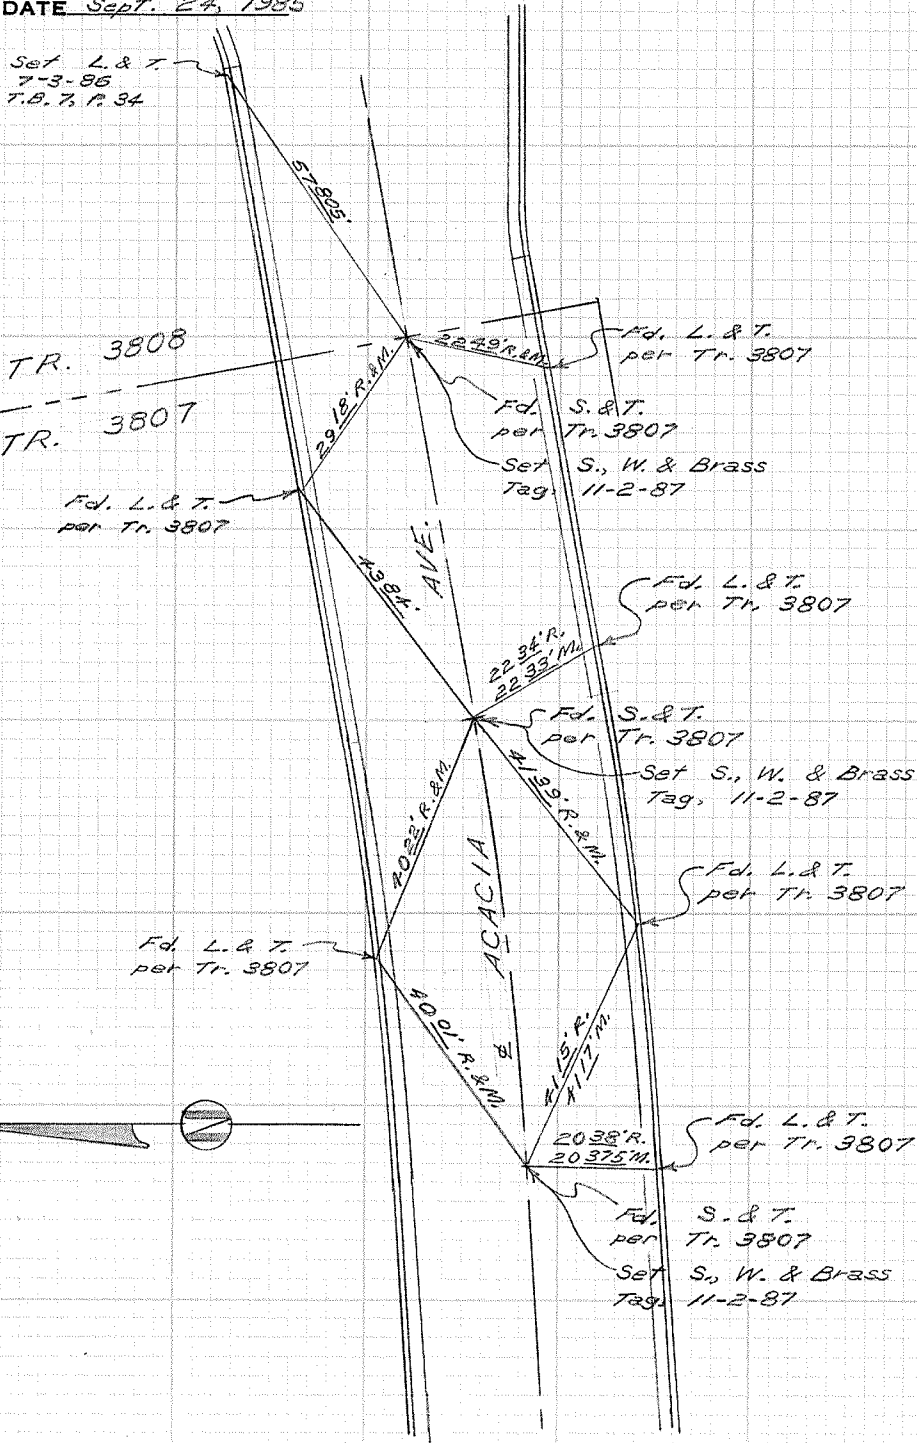 DATE Sept. 24, 1985
Set L. & T.
7-3-86
T.B. 7, P. 34
57.805'
TR. 3808
TR. 3807
22.49' R.&M.
Fd. L. & T.
per Tr. 3807
29.18' R.&M.
Fd. S. & T.
per Tr. 3807
Set S., W. & Brass
Tag, 11-2-87
Fd. L. & T.
per Tr. 3807
43.84'
AVE.
Fd. L. & T.
per Tr. 3807
22.34' R.
22.33' M.
Fd. S. & T.
per Tr. 3807
Set S., W. & Brass
Tag, 11-2-87
40.22' R.&M.
41.39' R.&M.
ACACIA
Fd. L. & T.
per Tr. 3807
Fd. L. & T.
per Tr. 3807
40.01' R.&M.
℄
41.15' R.
41.17' M.
N
Fd. L. & T.
per Tr. 3807
20.38' R.
20.375' M.
Fd. S. & T.
per Tr. 3807
Set S., W. & Brass
Tag, 11-2-87